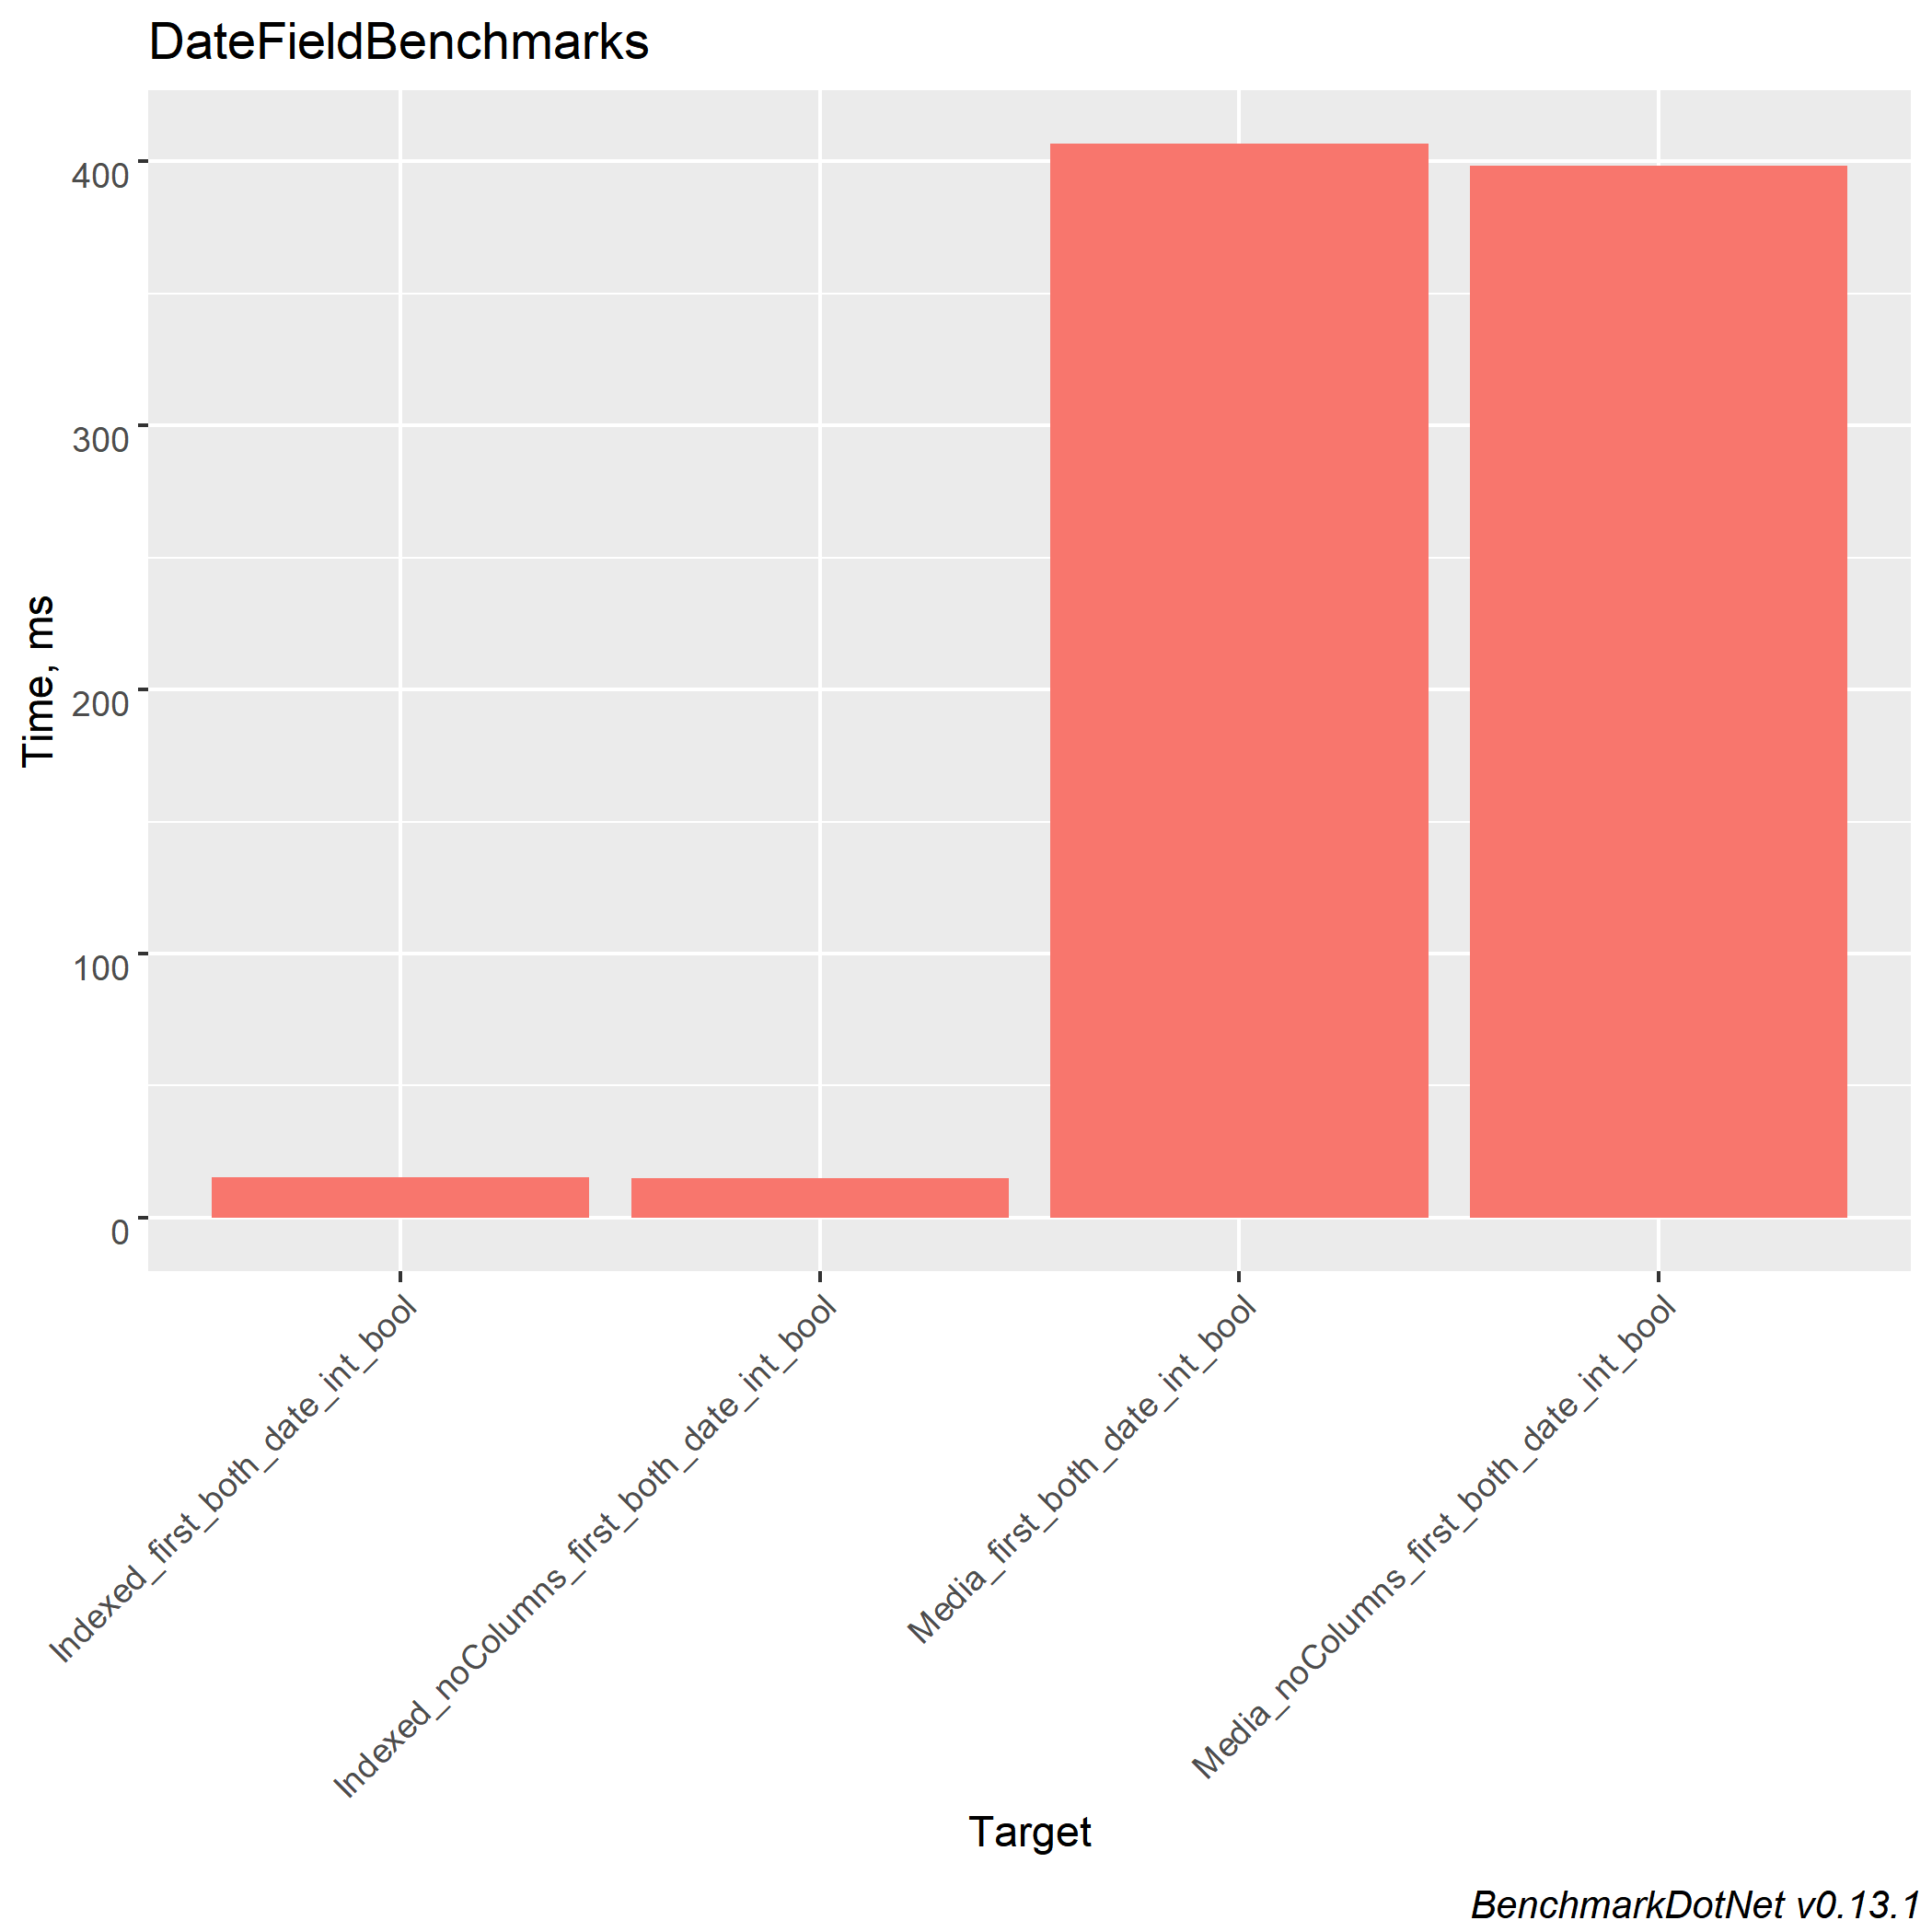 DateFieldBenchmarks
Time, ms
400
300
200
100
0
Indexed_first_both_date_int_bool
Indexed_noColumns_first_both_date_int_bool
Media_first_both_date_int_bool
Media_noColumns_first_both_date_int_bool
Target
BenchmarkDotNet v0.13.1